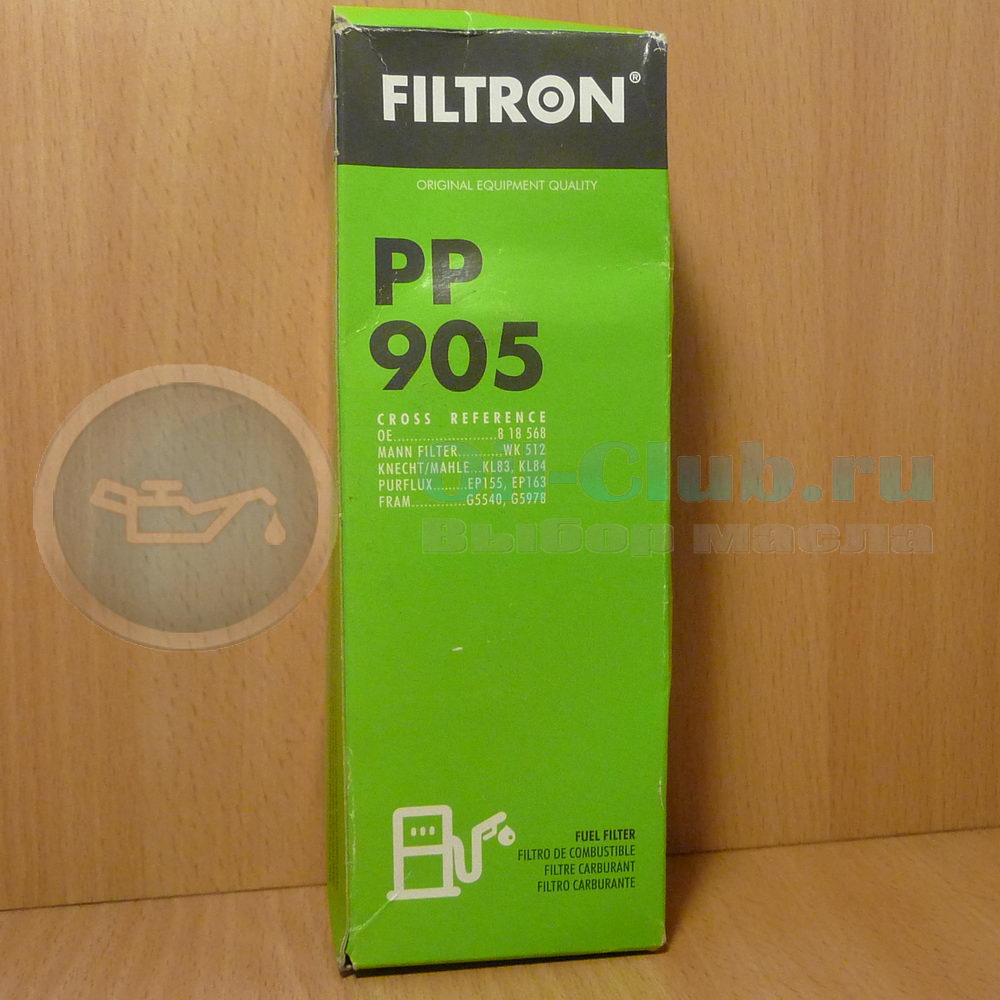 FILTRON®
ORIGINAL EQUIPMENT QUALITY
PP
905
CROSS REFERENCE
OE..........................8 18 568
MANN FILTER...........WK 512
KNECHT/MAHLE...KL83, KL84
PURFLUX.........EP155, EP163
FRAM..............G5540, G5978
Oil-Club.ru
Выбор масла
FUEL FILTER
FILTRO DE COMBUSTIBLE
FILTRE CARBURANT
FILTRO CARBURANTE